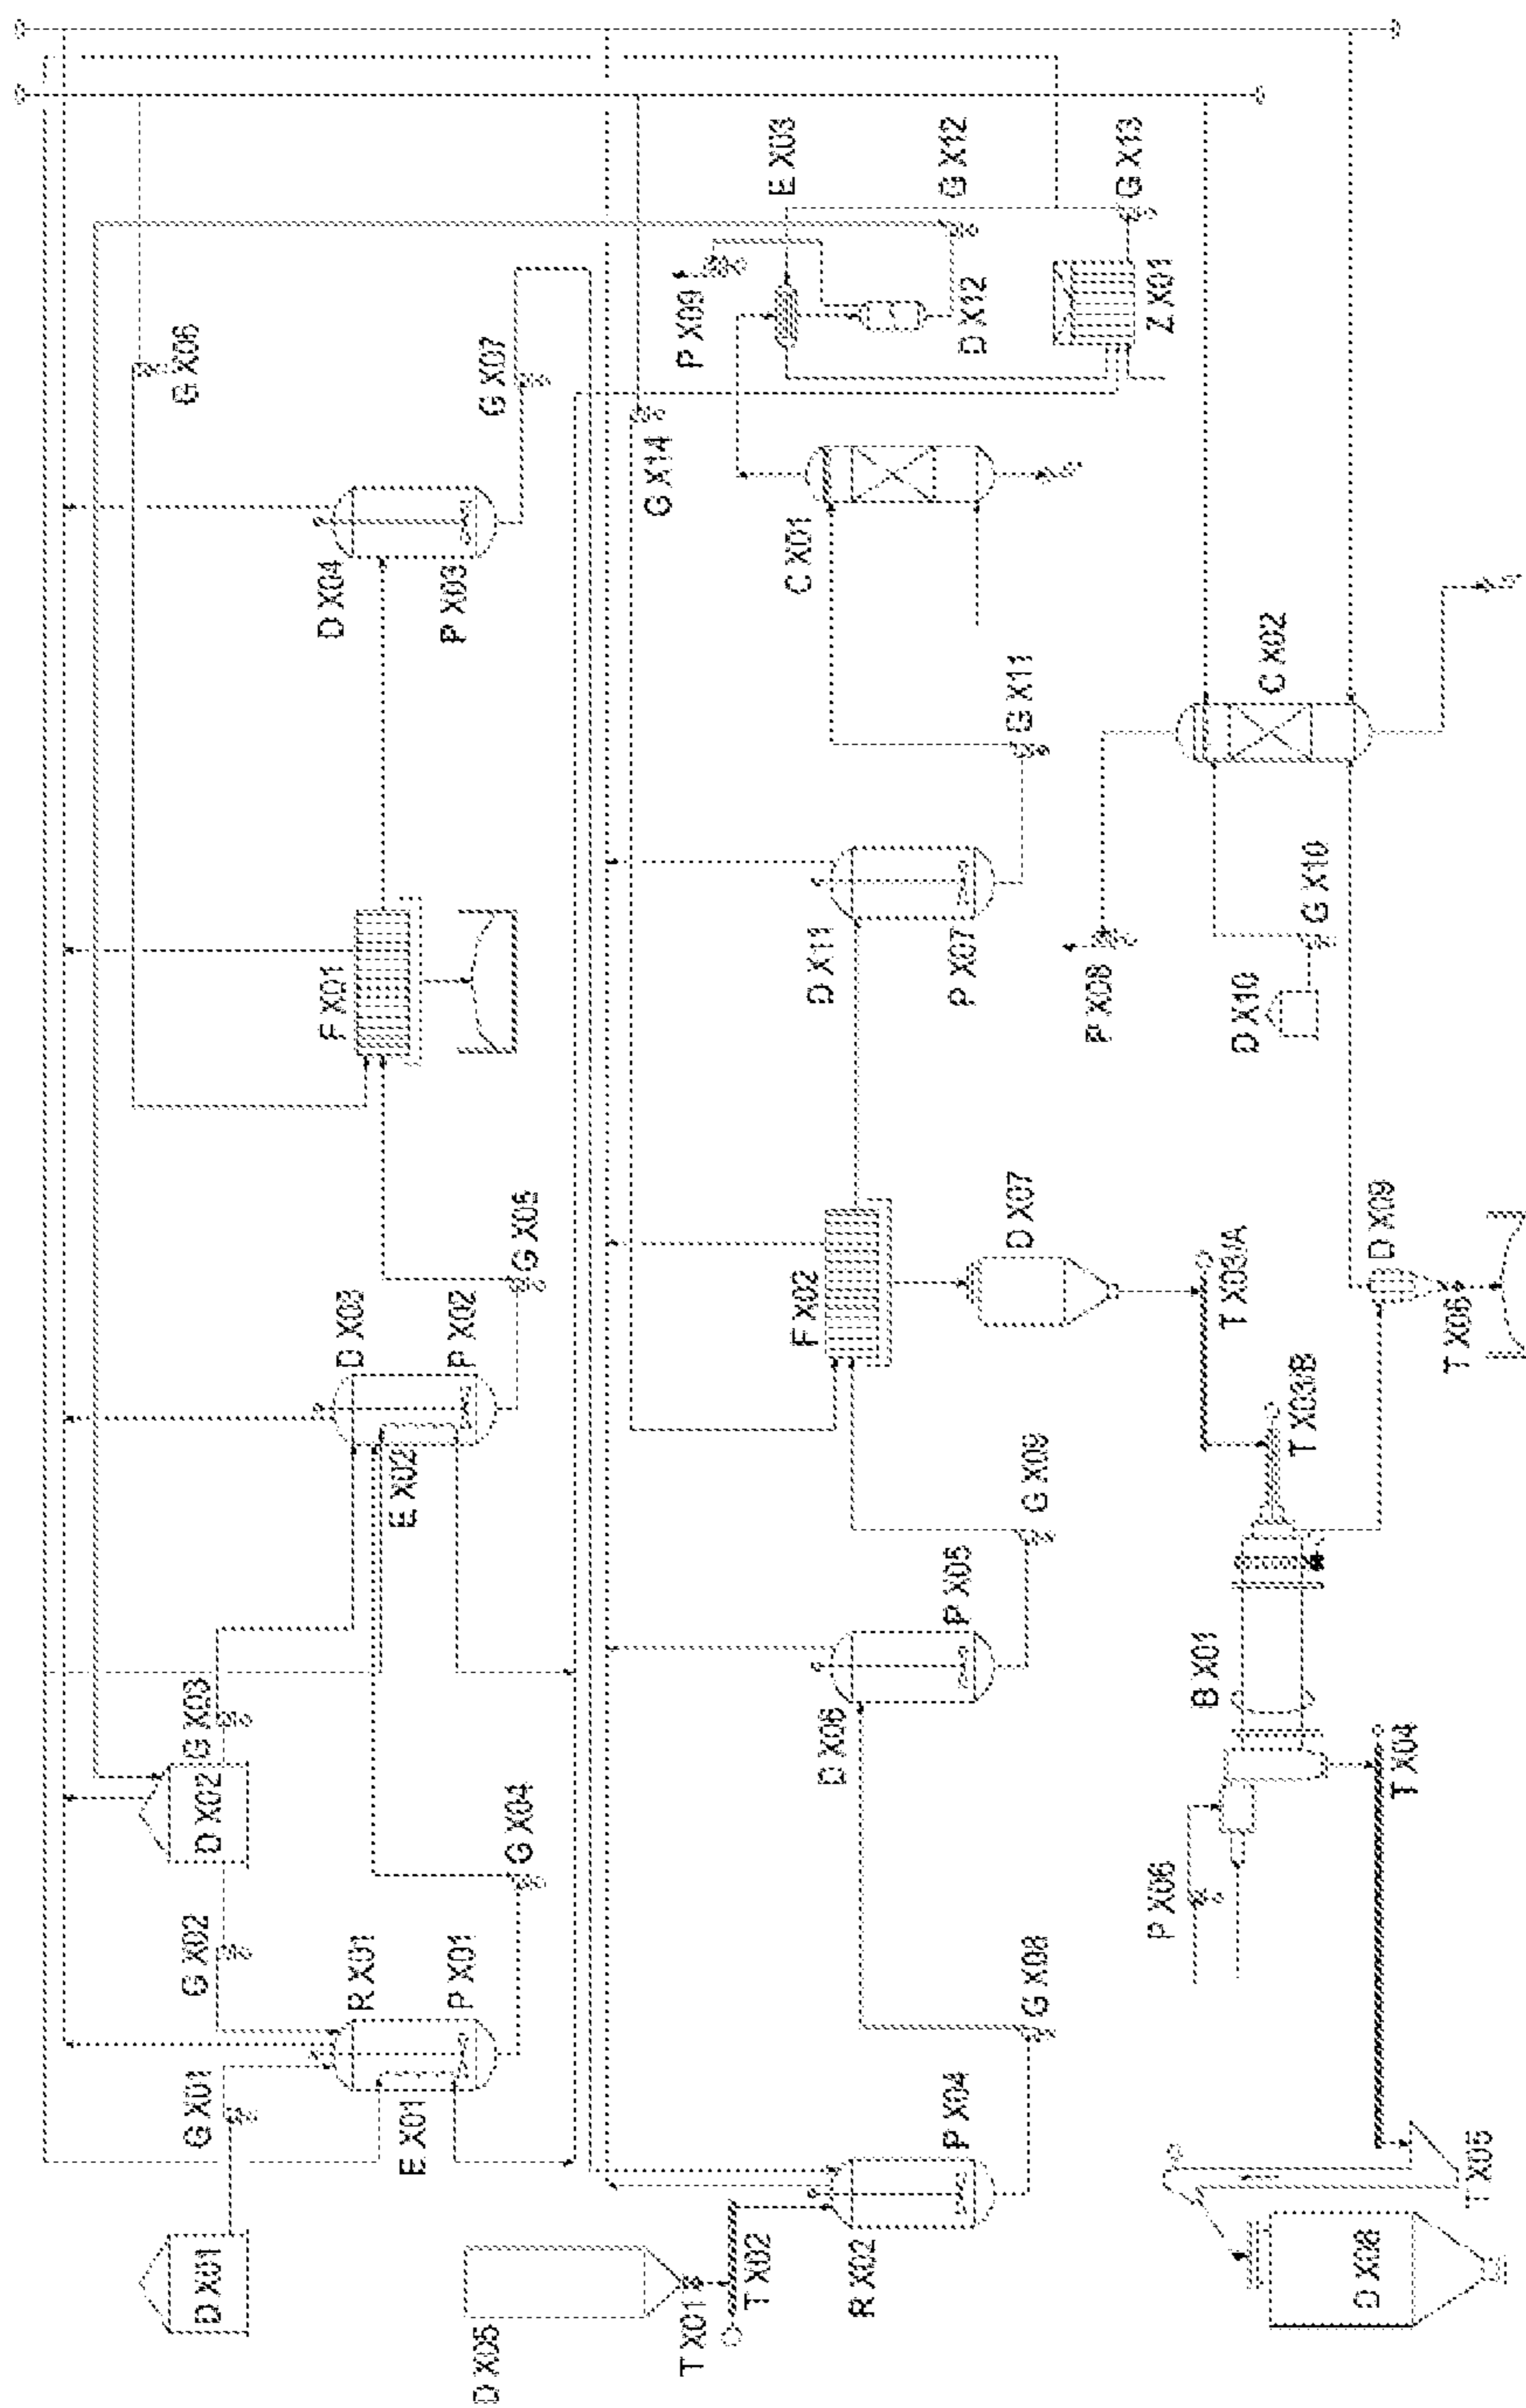 D X01
G X01
E X01
R X01
P X01
G X02
D X02
G X03
G X04
E X02
D X03
P X02
G X05
F X01
G X06
D X04
P X03
G X07
D X05
T X01
T X02
R X02
P X04
G X08
D X06
P X05
G X09
F X02
D X07
D X11
P X07
G X11
C X01
G X14
P X09
E X03
D X12
G X12
Z X01
G X13
D X08
T X05
T X04
P X06
B X01
T X03/B
T X03/A
D X09
T X06
P X08
D X10
G X10
C X02